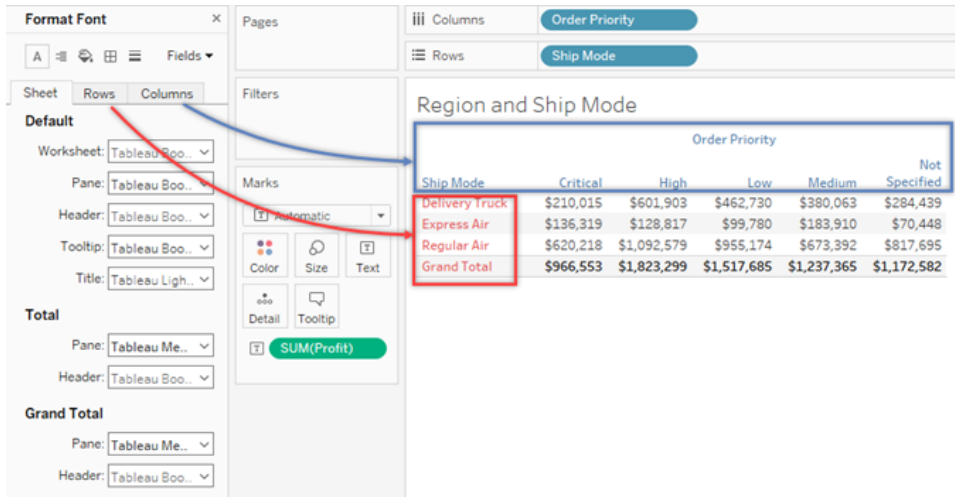 Format Font ×
A Fields
Sheet Rows Columns
Default
Worksheet: Tableau Boo..
Pane: Tableau Boo..
Header: Tableau Boo..
Tooltip: Tableau Boo..
Title: Tableau Ligh..
Total
Pane: Tableau Me..
Header: Tableau Boo..
Grand Total
Pane: Tableau Me..
Header: Tableau Boo..
Pages
Filters
Marks
T Automatic
Color Size Text
Detail Tooltip
T SUM(Profit)
iii Columns Order Priority
Rows Ship Mode
Region and Ship Mode
Order Priority
Not
Ship Mode Critical High Low Medium Specified
Delivery Truck $210,015 $601,903 $462,730 $380,063 $284,439
Express Air $136,319 $128,817 $99,780 $183,910 $70,448
Regular Air $620,218 $1,092,579 $955,174 $673,392 $817,695
Grand Total $966,553 $1,823,299 $1,517,685 $1,237,365 $1,172,582